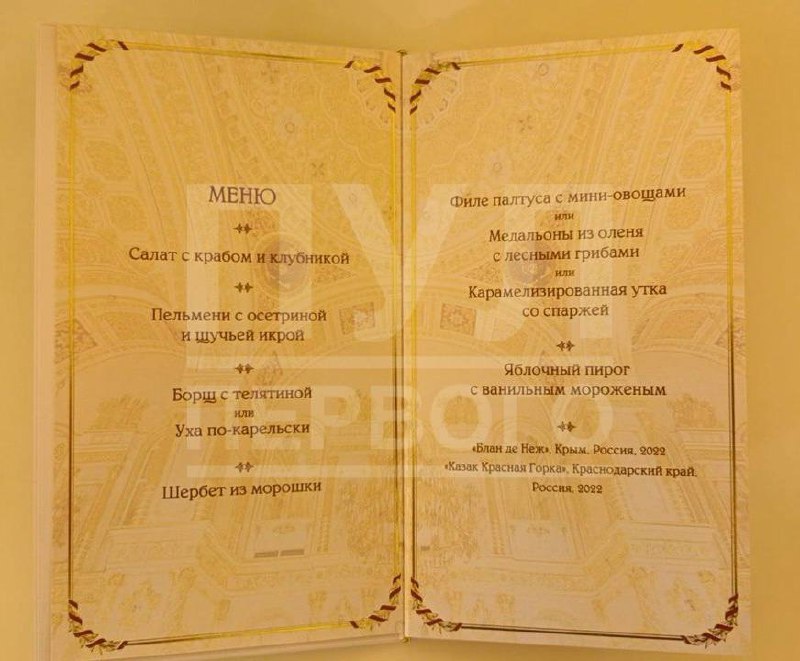 МЕНЮ
Салат с крабом и клубникой
Пельмени с осетриной
и щучьей икрой
Борщ с телятиной
или
Уха по-карельски
Шербет из морошки
Филе палтуса с мини-овощами
или
Мелальоны из оленя
с лесными грибами
или
Карамелизированная утка
со спаржей
Яблочный пирог
с ванильным мороженым
«Блан де Неж». Крым. Россия. 2022
«Казак Красная Горка», Краснодарский край.
Россия. 2022
ПУЛ
ПЕРВОГО